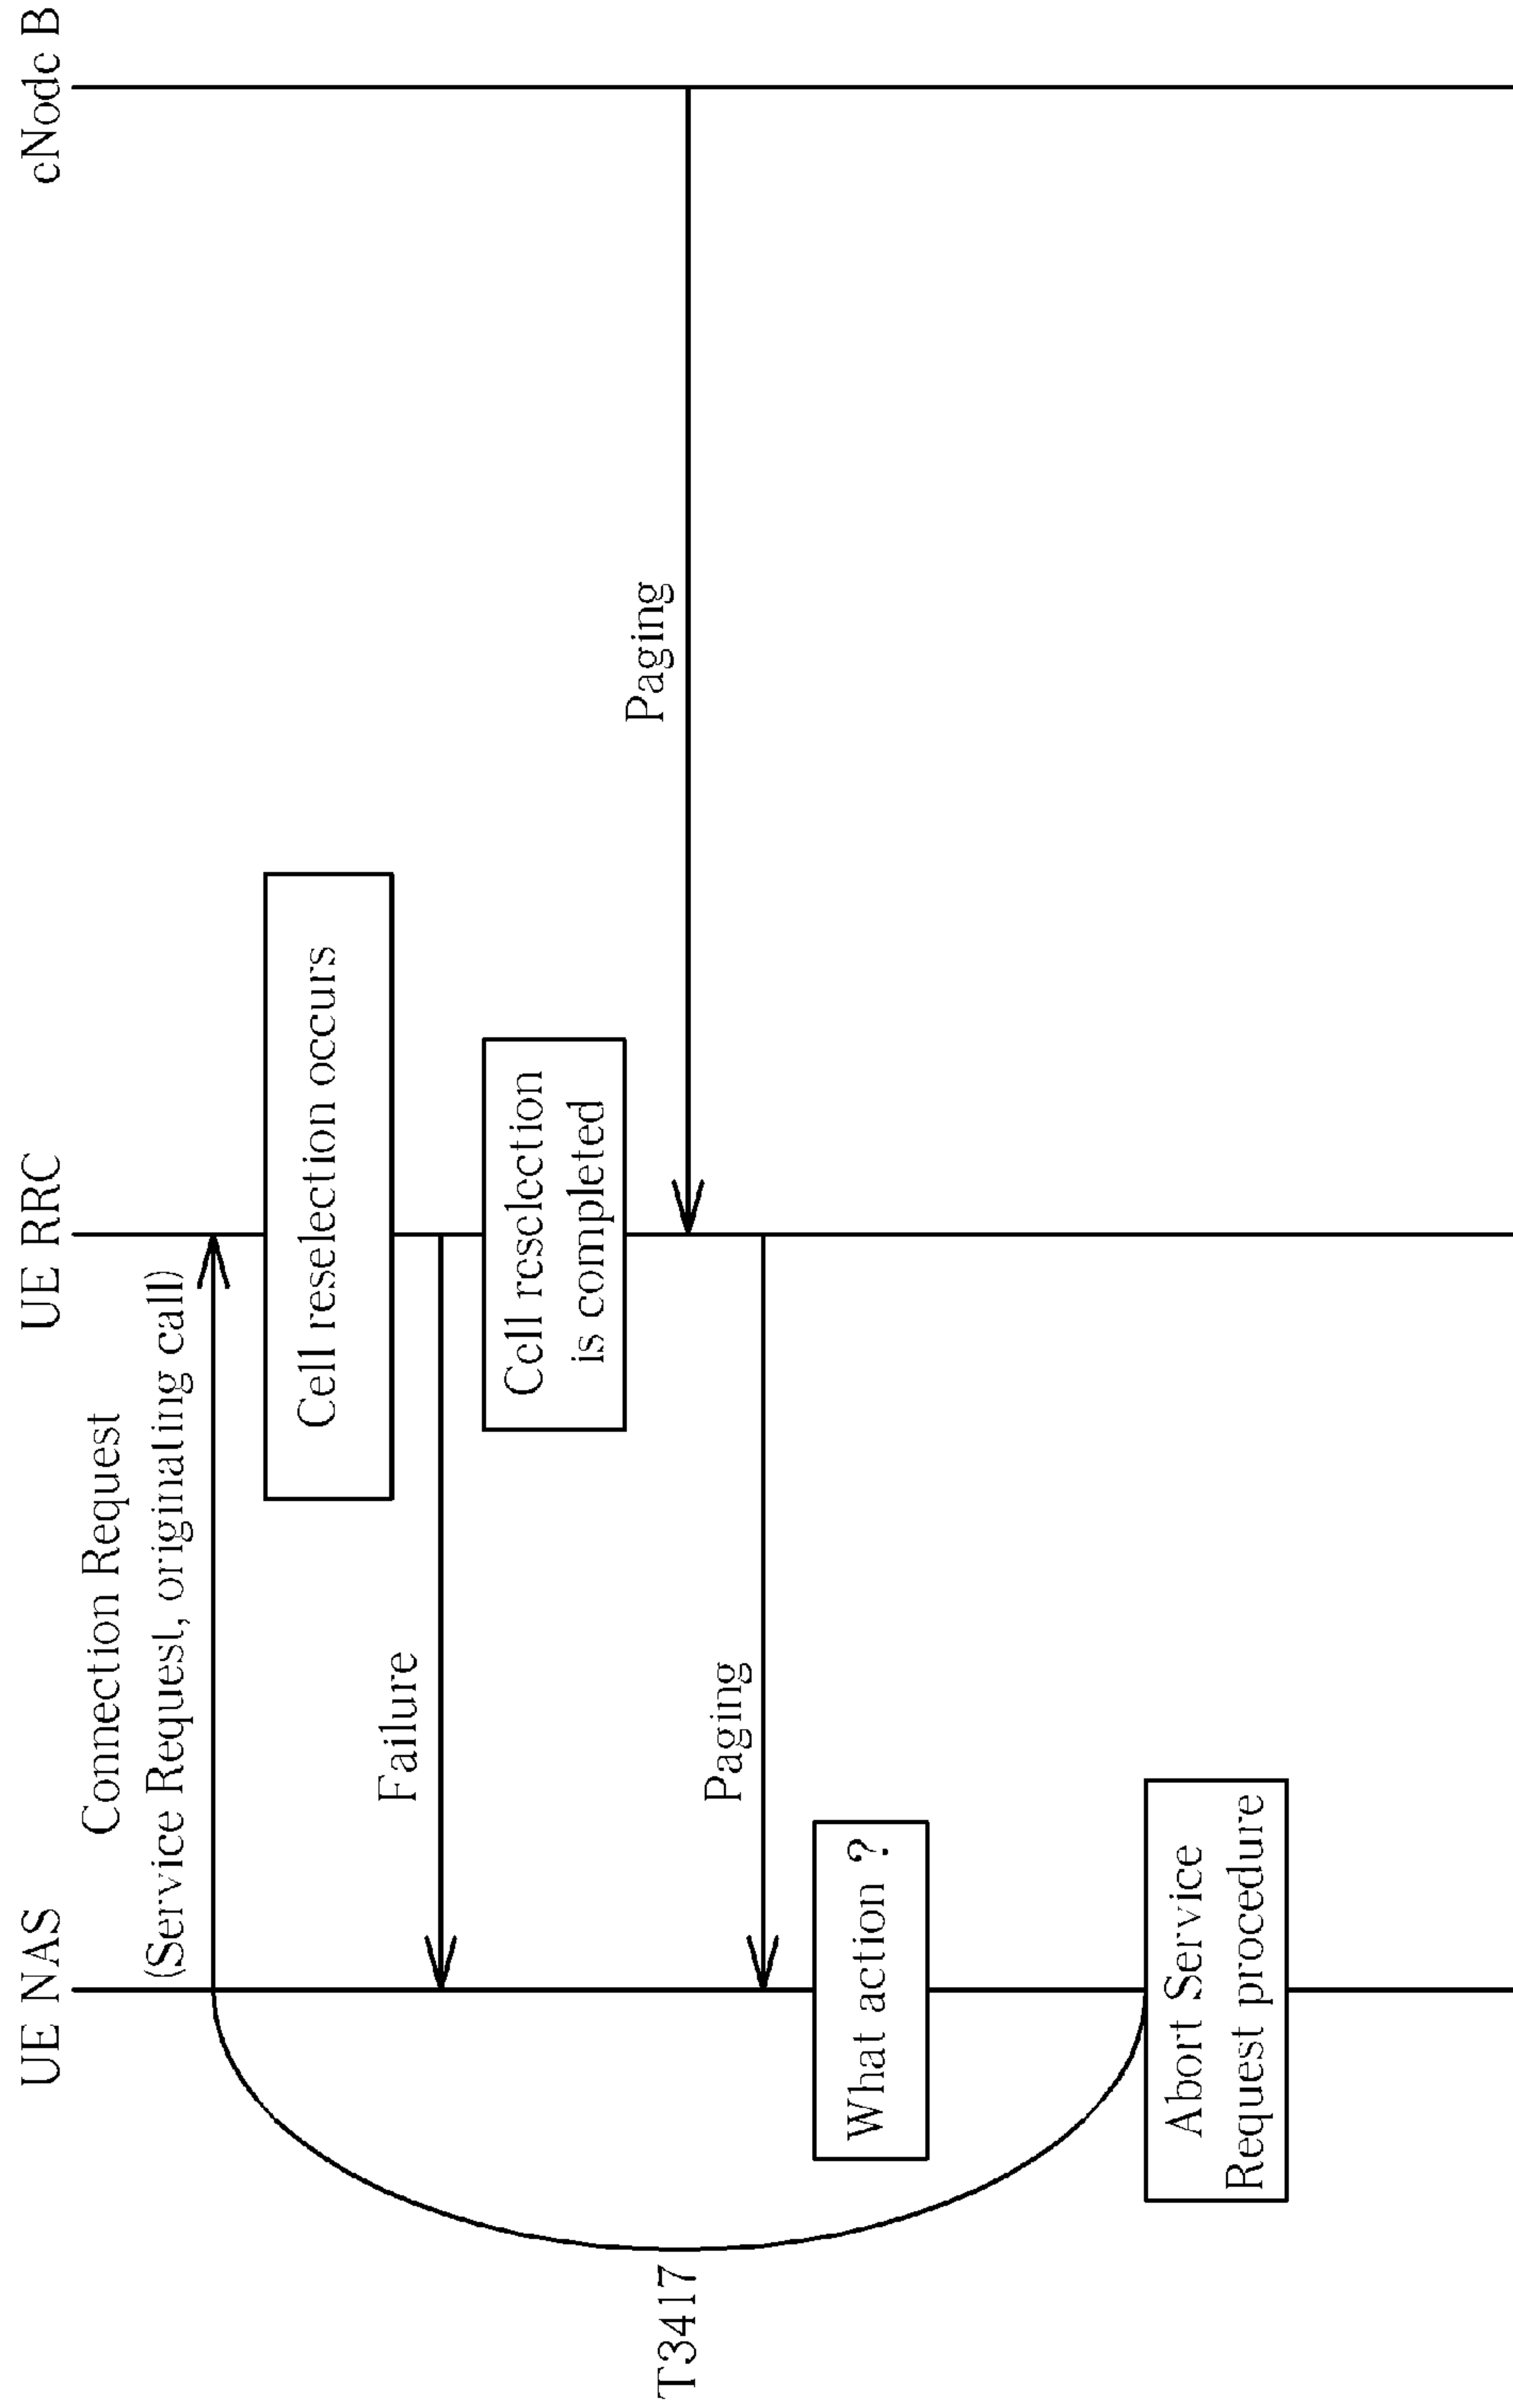 UE NAS
UE RRC
eNode B
Connection Request
(Service Request, originating call)
Cell reselection occurs
Failure
Cell reselection
is completed
Paging
Paging
What action ?
T3417
Abort Service
Request procedure